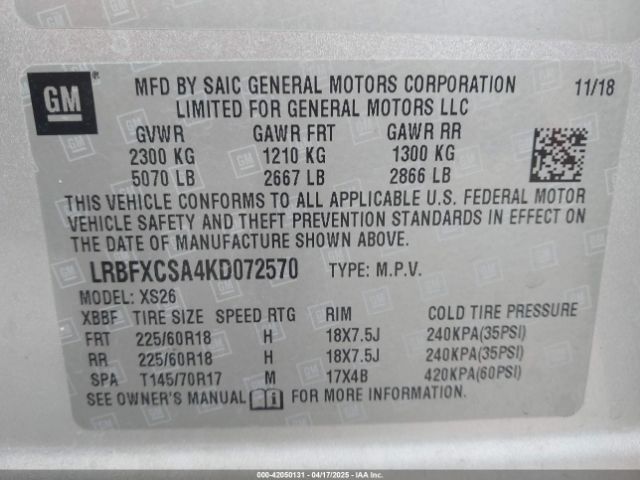 GM
MFD BY SAIC GENERAL MOTORS CORPORATION 11/18
LIMITED FOR GENERAL MOTORS LLC
GVWR GAWR FRT GAWR RR
2300 KG 1210 KG 1300 KG
5070 LB 2667 LB 2866 LB
THIS VEHICLE CONFORMS TO ALL APPLICABLE U.S. FEDERAL MOTOR
VEHICLE SAFETY AND THEFT PREVENTION STANDARDS IN EFFECT ON
THE DATE OF MANUFACTURE SHOWN ABOVE.
LRBFXCSA4KD072570 TYPE: M.P.V.
MODEL: XS26
XBBF TIRE SIZE SPEED RTG RIM COLD TIRE PRESSURE
FRT 225/60R18 H 18X7.5J 240KPA(35PSI)
RR 225/60R18 H 18X7.5J 240KPA(35PSI)
SPA T145/70R17 M 17X4B 420KPA(60PSI)
SEE OWNER'S MANUAL FOR MORE INFORMATION
000-42050131 - 04/17/2025 - IAAI.COM